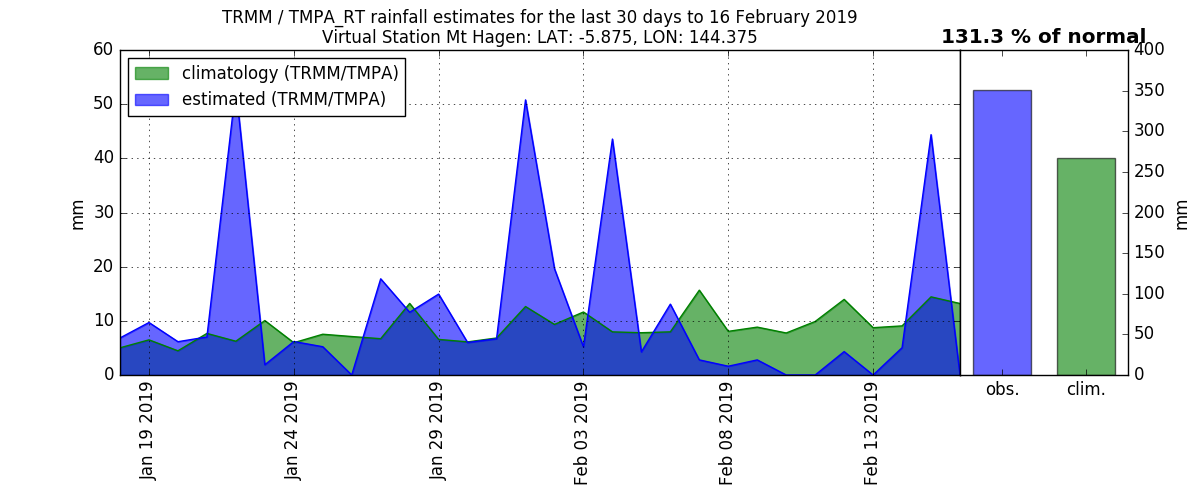 TRMM / TMPA_RT rainfall estimates for the last 30 days to 16 February 2019
Virtual Station Mt Hagen: LAT: -5.875, LON: 144.375
131.3 % of normal
climatology (TRMM/TMPA)
estimated (TRMM/TMPA)
60
50
40
30
20
10
0
mm
Jan 19 2019
Jan 24 2019
Jan 29 2019
Feb 03 2019
Feb 08 2019
Feb 13 2019
obs.
clim.
400
350
300
250
200
150
100
50
0
mm